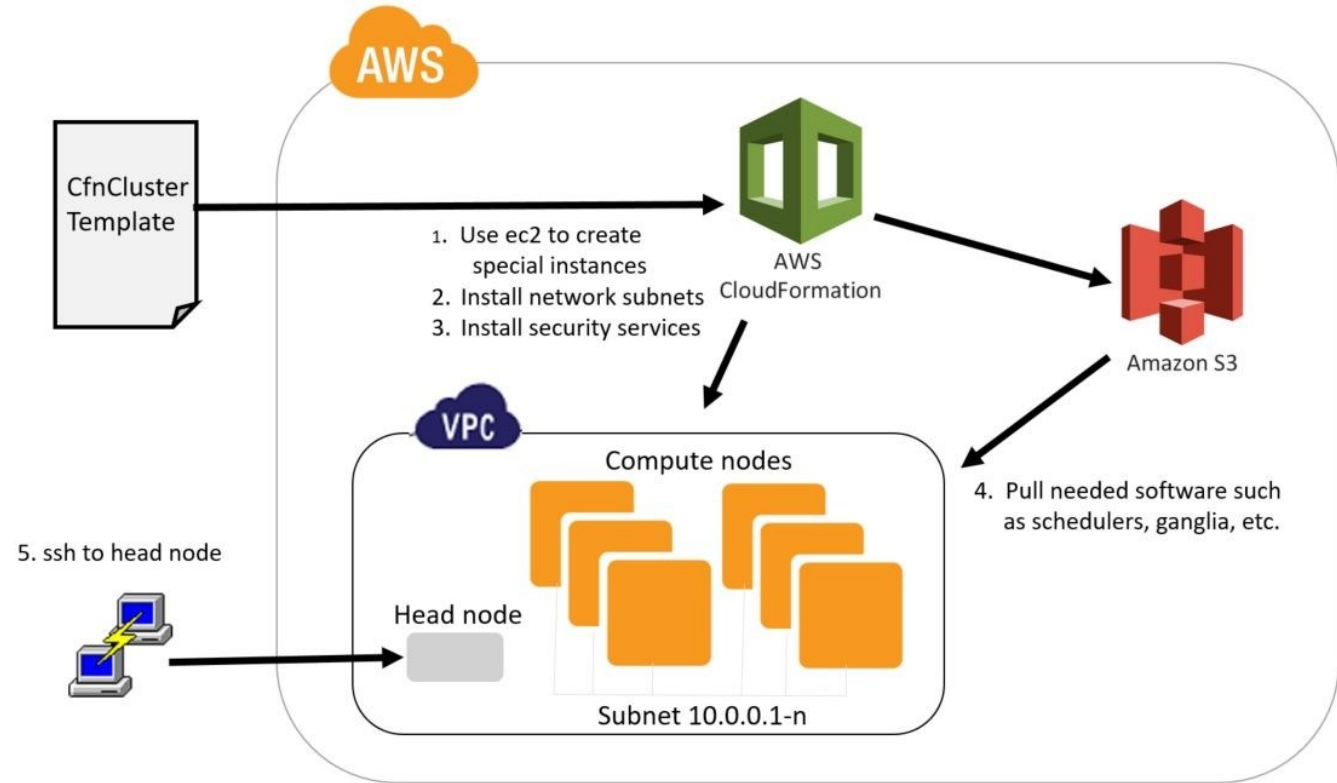 AWS
CfnCluster
Template
1. Use ec2 to create
special instances
2. Install network subnets
3. Install security services
AWS
CloudFormation
Amazon S3
VPC
Compute nodes
4. Pull needed software such
as schedulers, ganglia, etc.
5. ssh to head node
Head node
Subnet 10.0.0.1-n